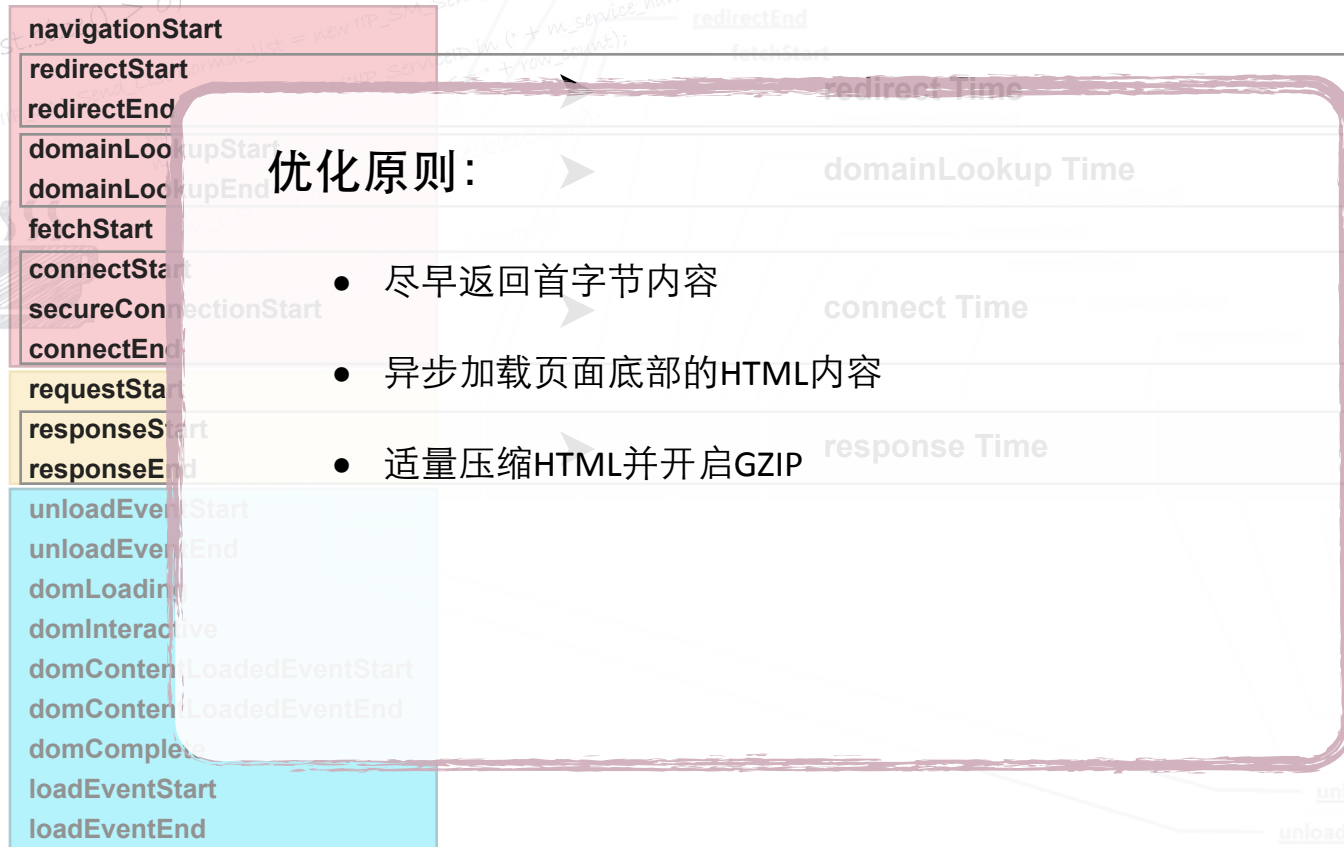 navigationStart
redirectStart
redirectEnd
domainLookupStart
domainLookupEnd
fetchStart
connectStart
secureConnectionStart
connectEnd
requestStart
responseStart
responseEnd
unloadEventStart
unloadEventEnd
domLoading
domInteractive
domContentLoadedEventStart
domContentLoadedEventEnd
domComplete
loadEventStart
loadEventEnd
redirectEnd
fetchStart
redirect Time
domainLookup Time
connect Time
response Time
优化原则：
● 尽早返回首字节内容
● 异步加载页面底部的HTML内容
● 适量压缩HTML并开启GZIP